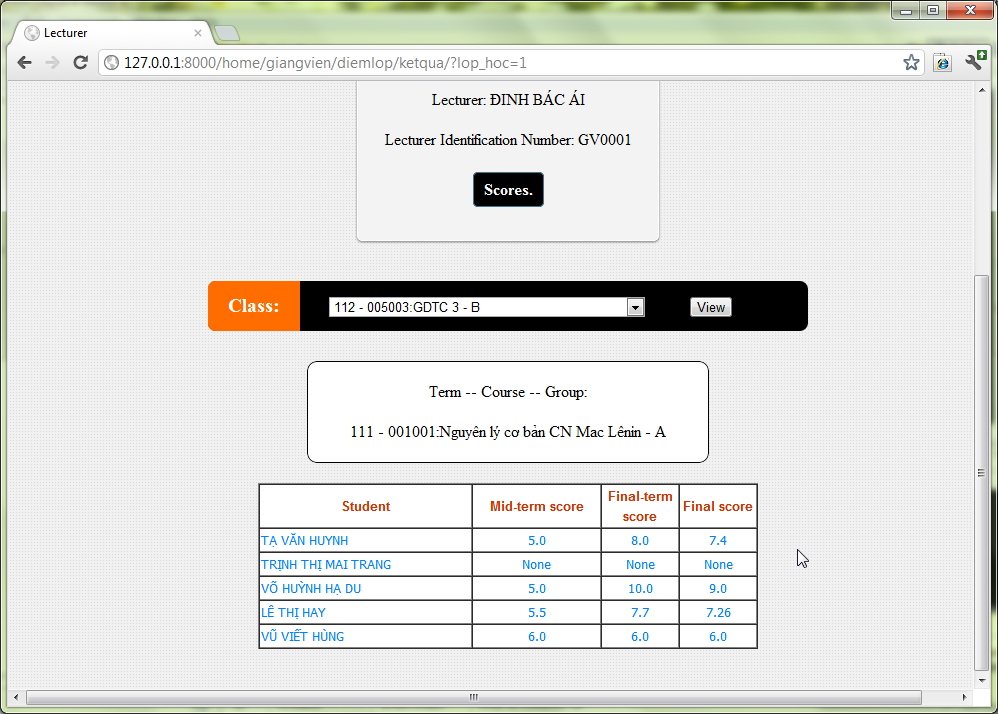 Lecturer
127.0.0.1:8000/home/giangvien/diemlop/ketqua/?lop_hoc=1
Lecturer: ĐINH BÁC ÁI
Lecturer Identification Number: GV0001
Scores.
Class: 112 - 005003:GDTC 3 - B View
Term -- Course -- Group:
111 - 001001:Nguyên lý cơ bản CN Mac Lênin - A
Student Mid-term score Final-term score Final score
TẠ VĂN HUYNH 5.0 8.0 7.4
TRỊNH THỊ MAI TRANG None None None
VÕ HUỲNH HẠ DU 5.0 10.0 9.0
LÊ THỊ HAY 5.5 7.7 7.26
VŨ VIẾT HÙNG 6.0 6.0 6.0